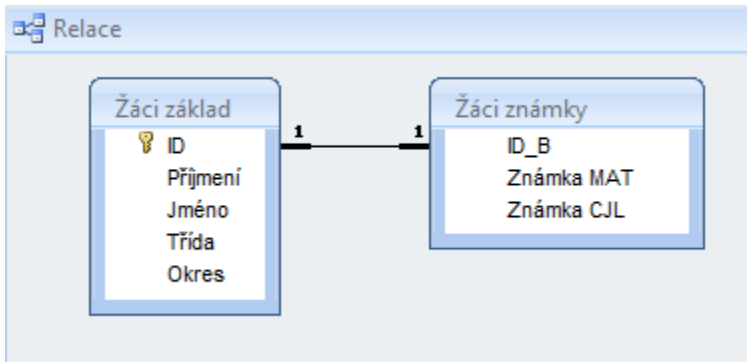 Relace
Žáci základ
ID
Příjmení
Jméno
Třída
Okres
1
1
Žáci známky
ID_B
Známka MAT
Známka CJL